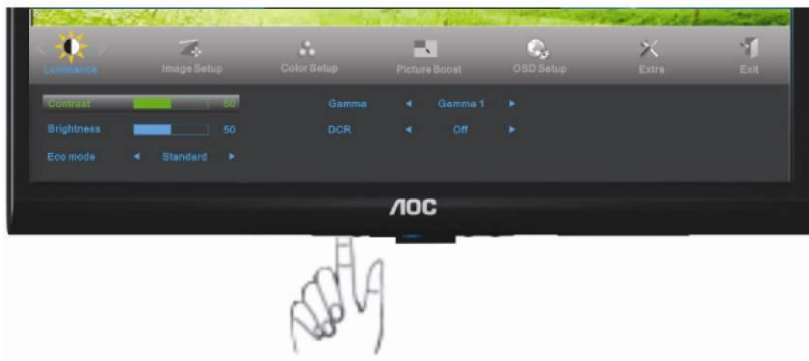 Luminance Image Setup Color Setup Picture Boost OSD Setup Extra Exit
Contrast 50 Gamma Gamma 1
Brightness 50 DCR Off
Eco mode Standard
AOC